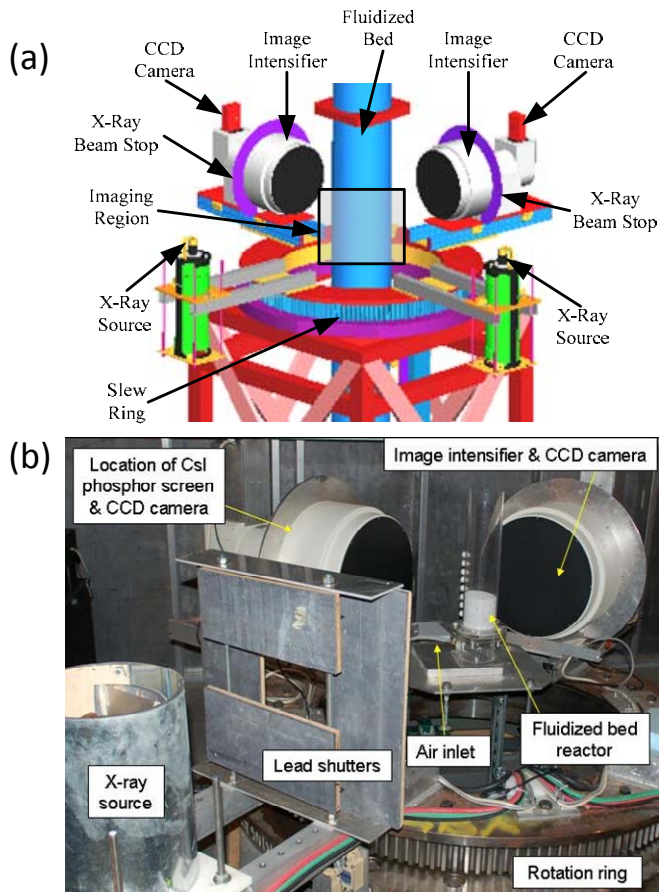 (a)
CCD
Camera
Image
Intensifier
Fluidized
Bed
Image
Intensifier
CCD
Camera
X-Ray
Beam Stop
Imaging
Region
X-Ray
Beam Stop
X-Ray
Source
X-Ray
Source
Slew
Ring
(b)
Location of CsI
phosphor screen
& CCD camera
Image intensifier & CCD camera
Lead shutters
Air inlet
Fluidized bed
reactor
X-ray
source
Rotation ring